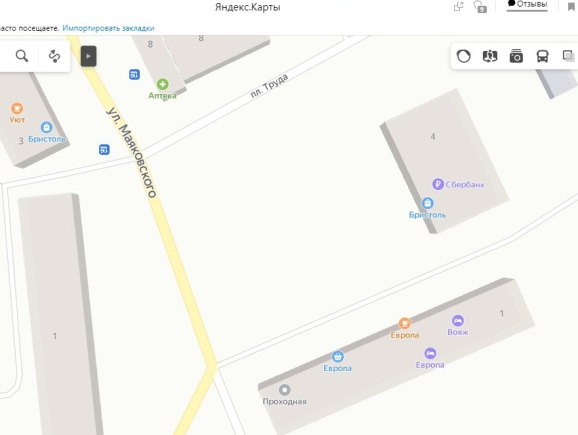 Яндекс.Карты
Отзывы
9
часто посещаете. Импортировать закладки
8
8
Аптека
пл. Труда
Уют
3
Бристоль
ул. Маяковского
4
Сбербанк
Бристоль
1
1
Вояж
Европа
Европа
Европа
Проходная